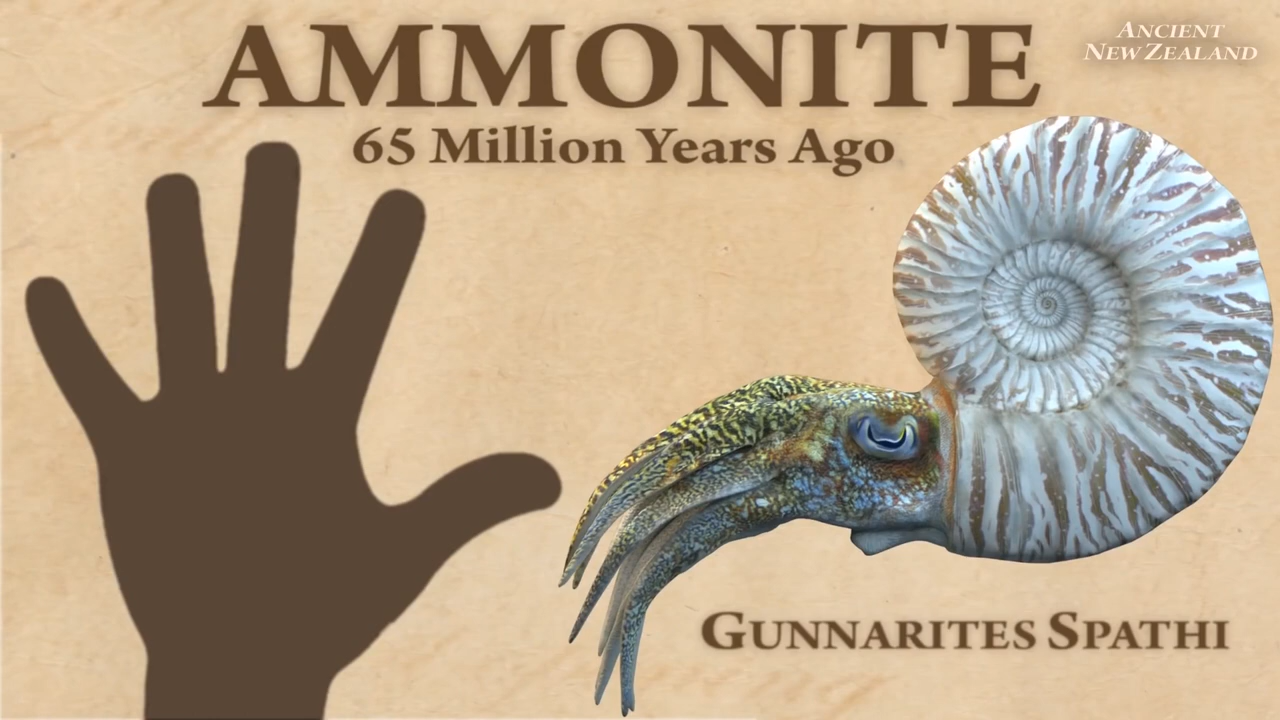 AMMONITE
65 Million Years Ago
ANCIENT
NEW ZEALAND
GUNNARITES SPATHI